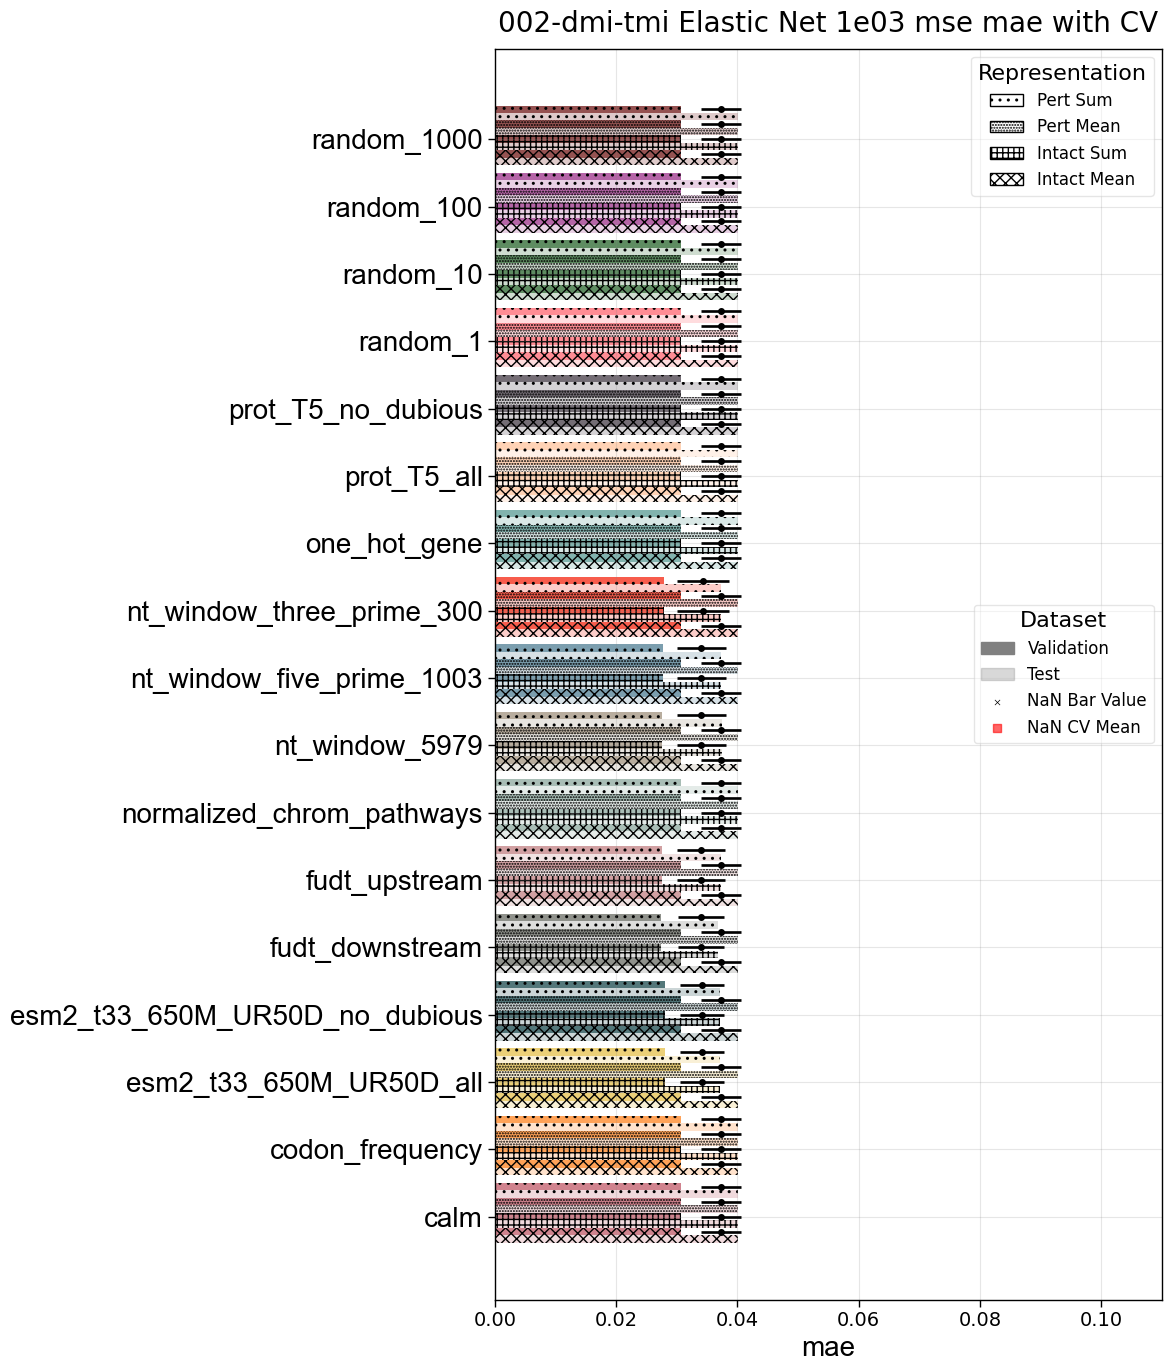 002-dmi-tmi Elastic Net 1e03 mse mae with CV
Representation
Pert Sum
Pert Mean
Intact Sum
Intact Mean
random_1000
random_100
random_10
random_1
prot_T5_no_dubious
prot_T5_all
one_hot_gene
nt_window_three_prime_300
nt_window_five_prime_1003
nt_window_5979
normalized_chrom_pathways
fudt_upstream
fudt_downstream
esm2_t33_650M_UR50D_no_dubious
esm2_t33_650M_UR50D_all
codon_frequency
calm
Dataset
Validation
Test
NaN Bar Value
NaN CV Mean
0.00 0.02 0.04 0.06 0.08 0.10
mae